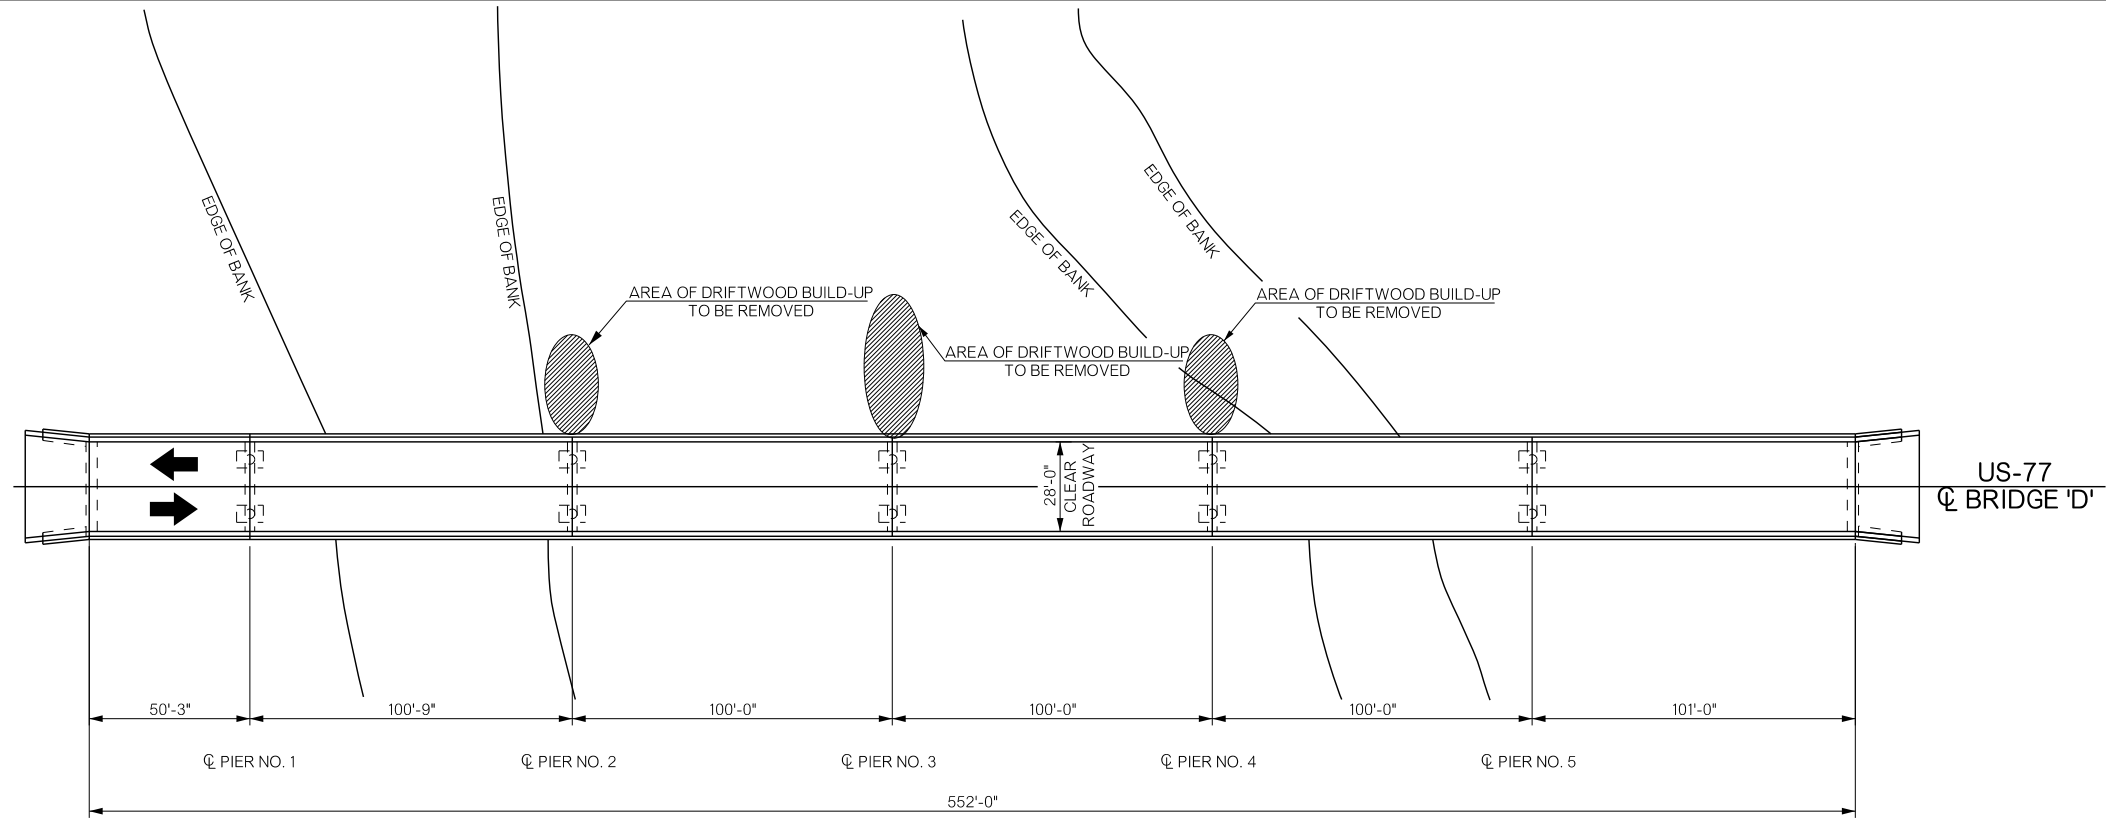 EDGE OF BANK
EDGE OF BANK
EDGE OF BANK
EDGE OF BANK
AREA OF DRIFTWOOD BUILD-UP
TO BE REMOVED
AREA OF DRIFTWOOD BUILD-UP
TO BE REMOVED
AREA OF DRIFTWOOD BUILD-UP
TO BE REMOVED
28'-0"
CLEAR
ROADWAY
US-77
℄ BRIDGE 'D'
50'-3"
100'-9"
100'-0"
100'-0"
100'-0"
101'-0"
℄ PIER NO. 1
℄ PIER NO. 2
℄ PIER NO. 3
℄ PIER NO. 4
℄ PIER NO. 5
552'-0"